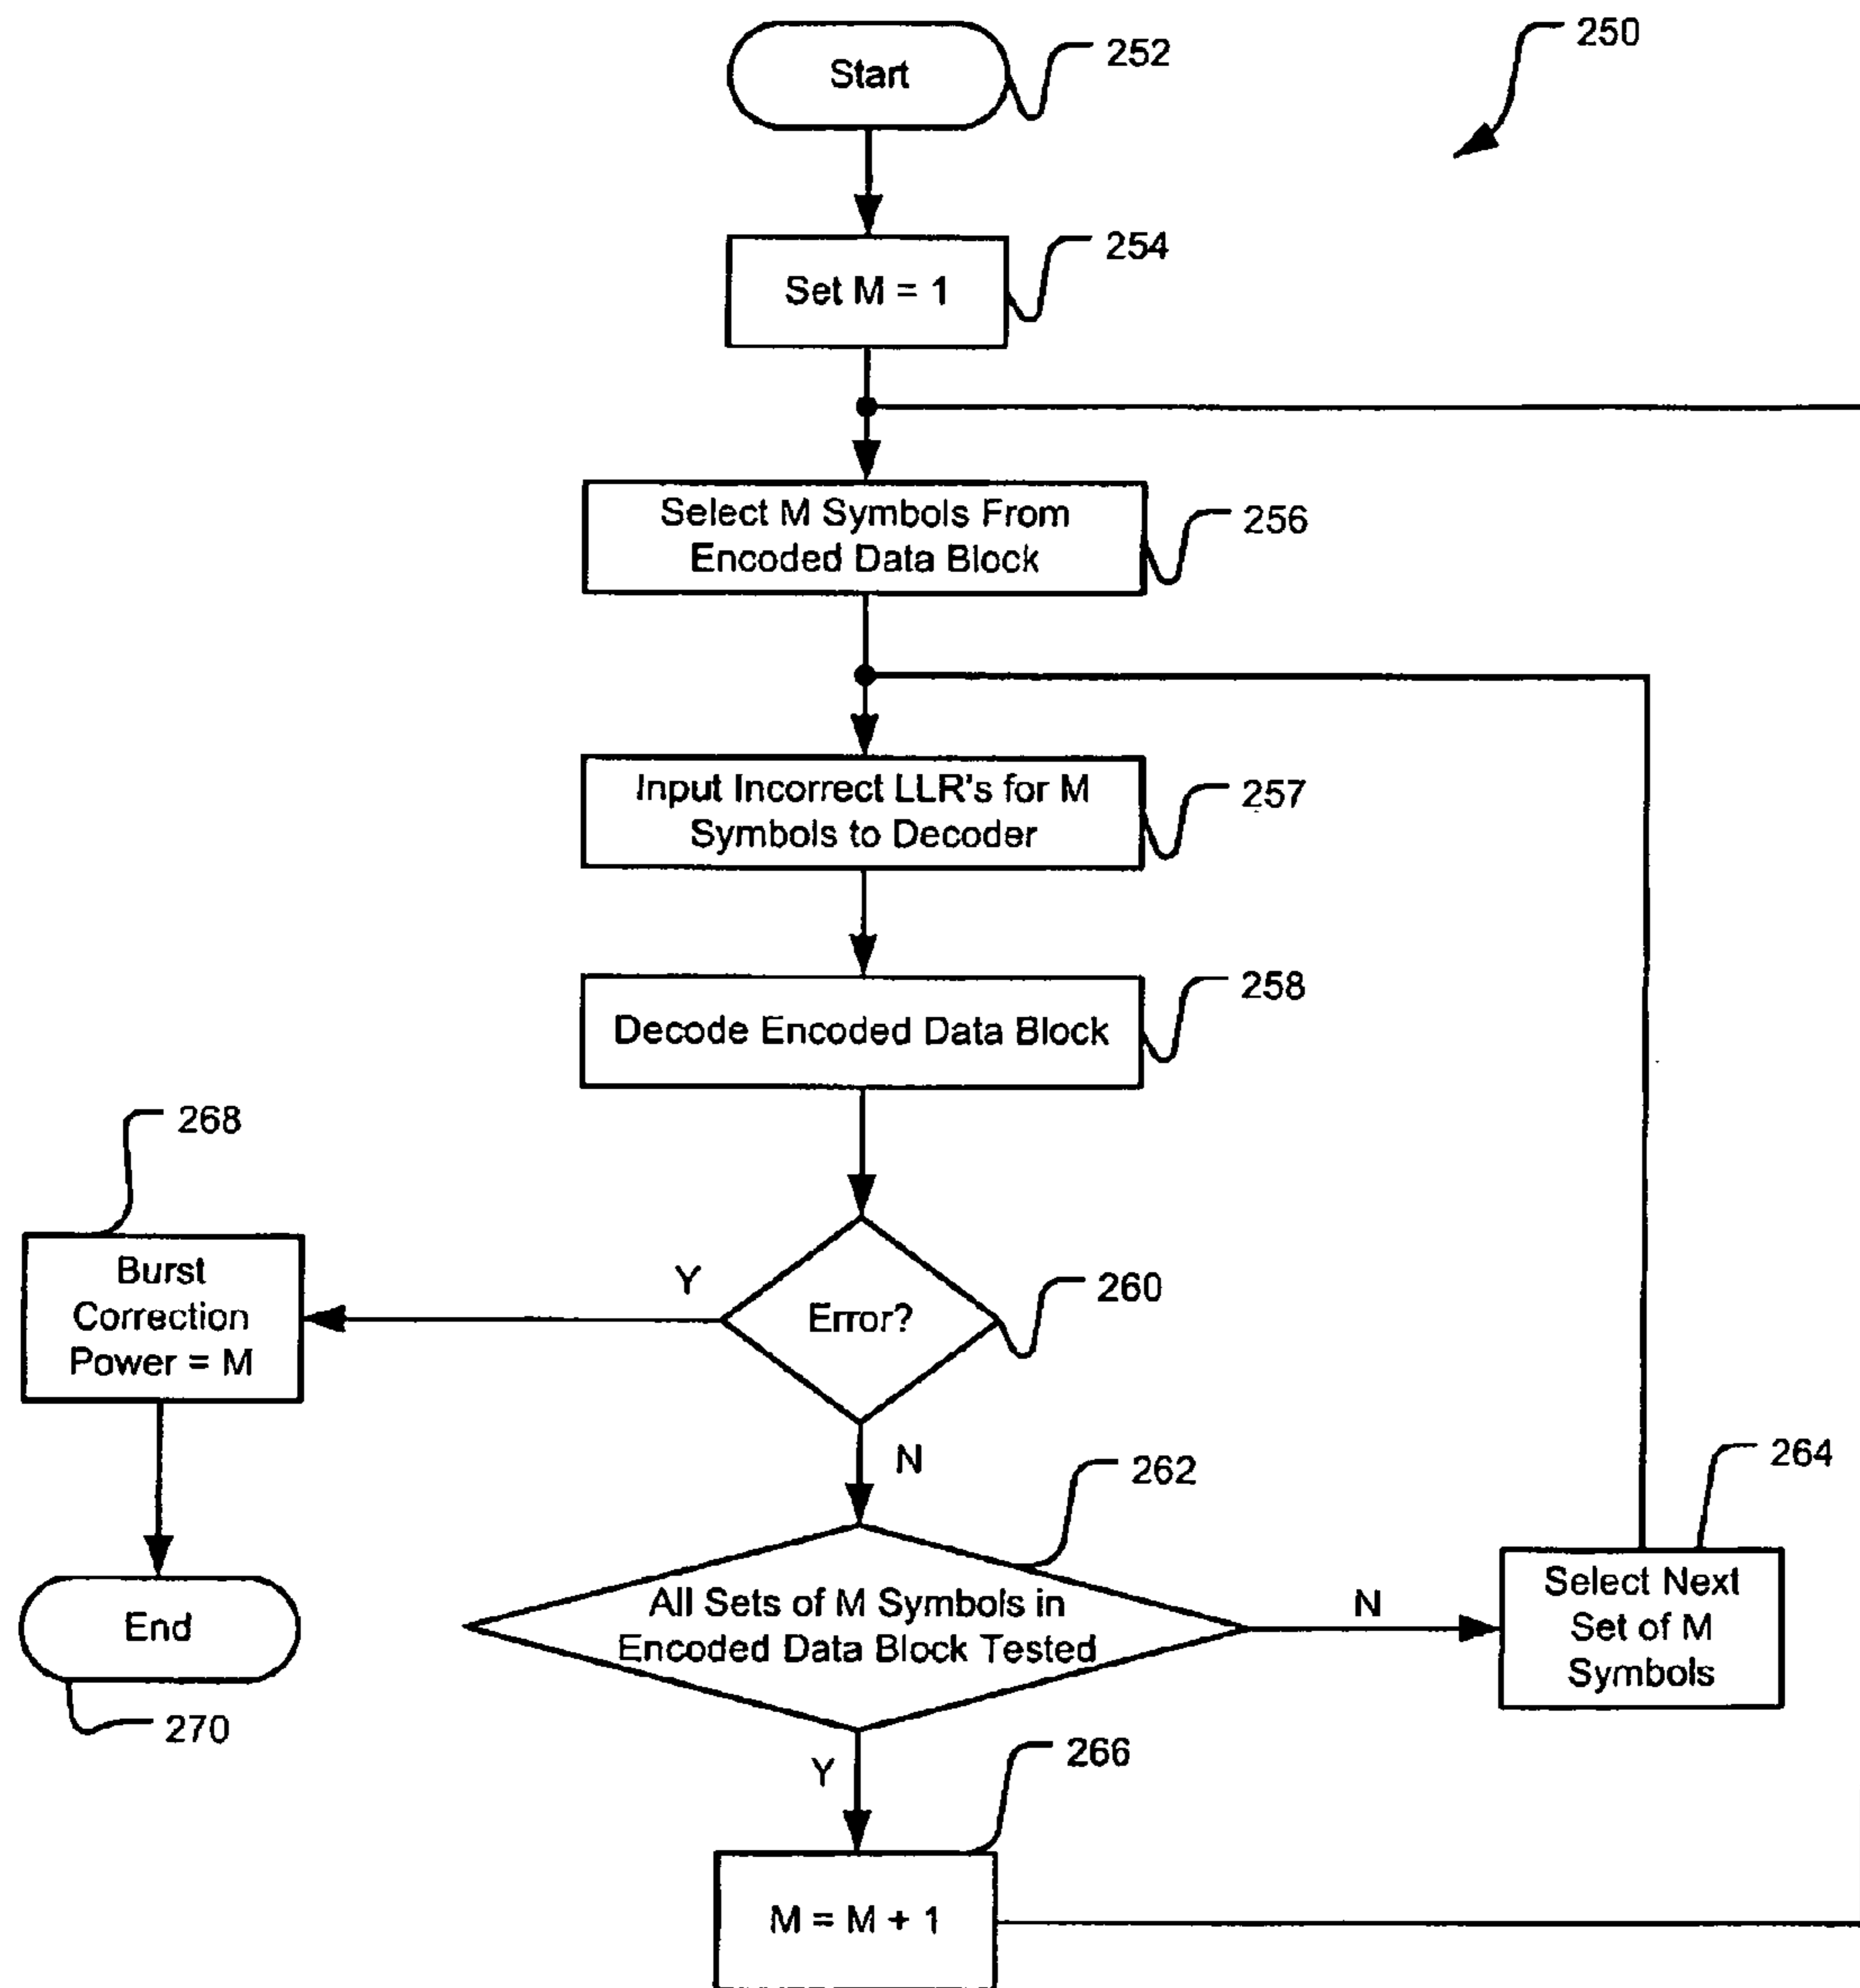 250
Start
252
Set M = 1
254
Select M Symbols From
Encoded Data Block
256
Input Incorrect LLR's for M
Symbols to Decoder
257
Decode Encoded Data Block
258
268
Burst
Correction
Power = M
Y
Error?
260
N
262
264
End
270
All Sets of M Symbols in
Encoded Data Block Tested
N
Select Next
Set of M
Symbols
Y
266
M = M + 1